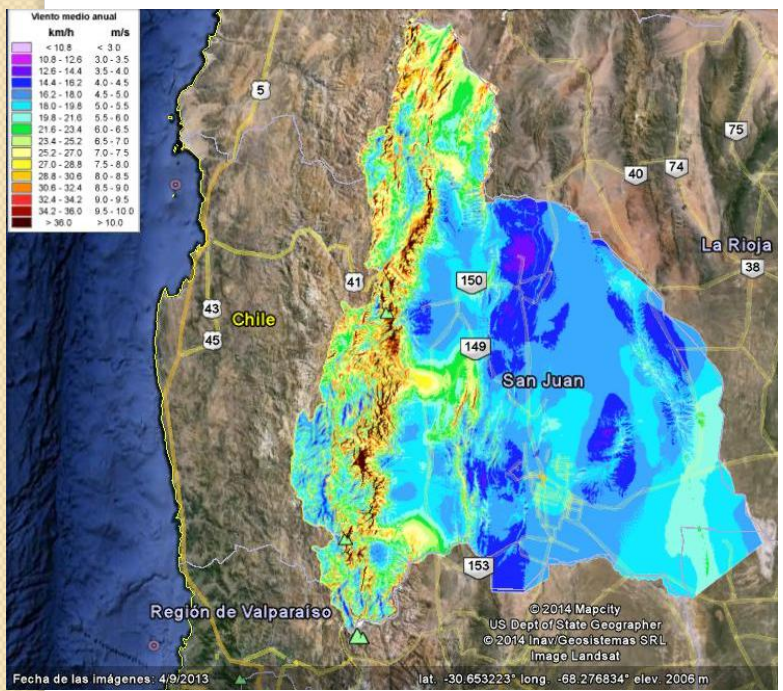 Viento medio anual
km/h m/s
< 10.8 < 3.0
10.8 - 12.6 3.0 - 3.5
12.6 - 14.4 3.5 - 4.0
14.4 - 16.2 4.0 - 4.5
16.2 - 18.0 4.5 - 5.0
18.0 - 19.8 5.0 - 5.5
19.8 - 21.6 5.5 - 6.0
21.6 - 23.4 6.0 - 6.5
23.4 - 25.2 6.5 - 7.0
25.2 - 27.0 7.0 - 7.5
27.0 - 28.8 7.5 - 8.0
28.8 - 30.6 8.0 - 8.5
30.6 - 32.4 8.5 - 9.0
32.4 - 34.2 9.0 - 9.5
34.2 - 36.0 9.5 - 10.0
> 36.0 > 10.0
5
75
74
40
La Rioja
38
41
150
43
Chile
45
149
San Juan
153
Región de Valparaíso
© 2014 Mapcity
US Dept of State Geographer
© 2014 Inav/Geosistemas SRL
Image Landsat
Fecha de las imágenes: 4/9/2013 lat. -30.653223° long. -68.276834° elev. 2006 m